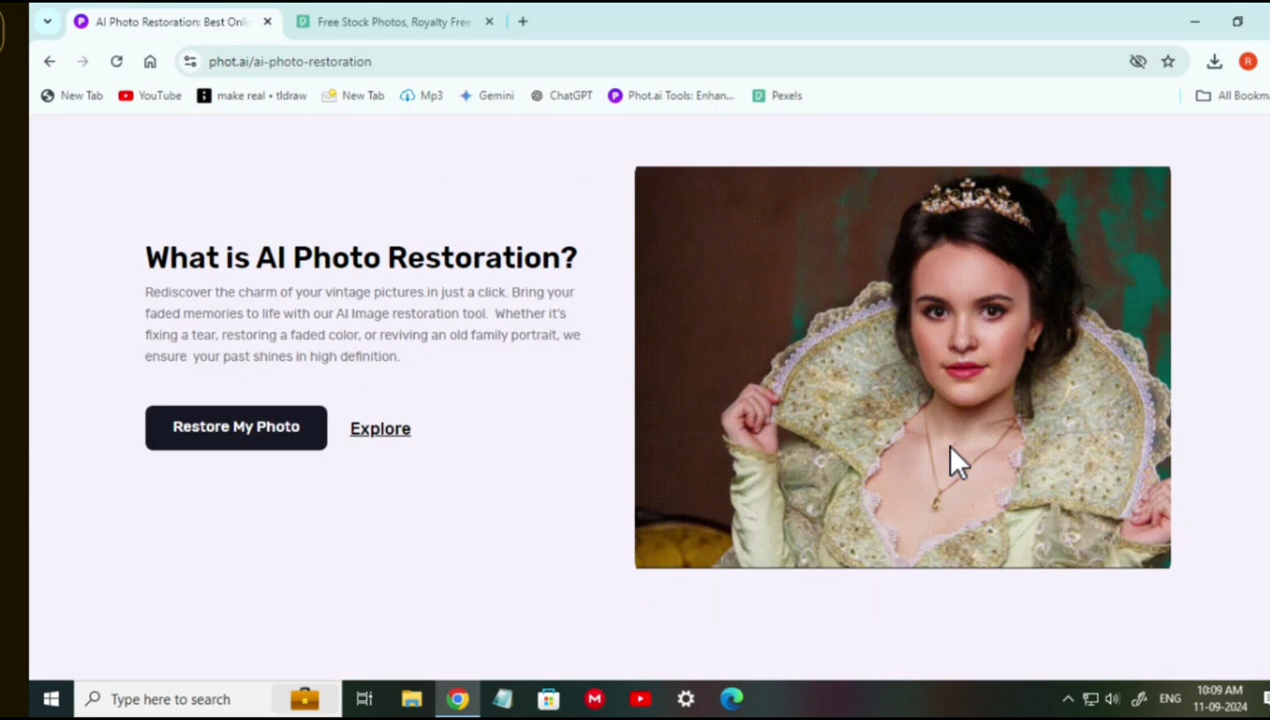 AI Photo Restoration: Best Onli
Free Stock Photos, Royalty Free
phot.ai/ai-photo-restoration
R
New Tab
YouTube
make real • tldraw
New Tab
Mp3
Gemini
ChatGPT
Phot.ai Tools: Enhan...
Pexels
All Bookma
What is AI Photo Restoration?
Rediscover the charm of your vintage pictures.in just a click. Bring your
faded memories to life with our AI Image restoration tool. Whether it's
fixing a tear, restoring a faded color, or reviving an old family portrait, we
ensure your past shines in high definition.
Restore My Photo
Explore
Type here to search
ENG
10:09 AM
11-09-2024